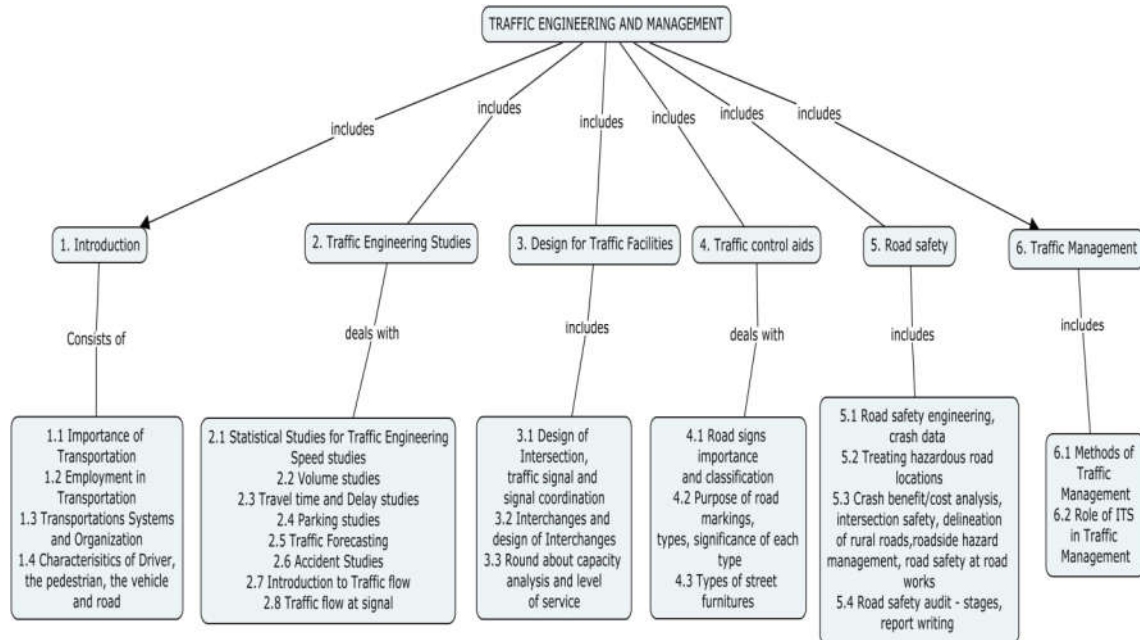 TRAFFIC ENGINEERING AND MANAGEMENT
includes
includes
includes
includes
includes
includes
1. Introduction
2. Traffic Engineering Studies
3. Design for Traffic Facilities
4. Traffic control aids
5. Road safety
6. Traffic Management
Consists of
deals with
includes
deals with
includes
includes
1.1 Importance of
Transportation
1.2 Employment in
Transportation
1.3 Transportations Systems
and Organization
1.4 Characterisitics of Driver,
the pedestrian, the vehicle
and road
2.1 Statistical Studies for Traffic Engineering
Speed studies
2.2 Volume studies
2.3 Travel time and Delay studies
2.4 Parking studies
2.5 Traffic Forecasting
2.6 Accident Studies
2.7 Introduction to Traffic flow
2.8 Traffic flow at signal
3.1 Design of
Intersection,
traffic signal and
signal coordination
3.2 Interchanges and
design of Interchanges
3.3 Round about capacity
analysis and level
of service
4.1 Road signs
importance
and classification
4.2 Purpose of road
markings,
types, significance of each
type
4.3 Types of street
furnitures
5.1 Road safety engineering,
crash data
5.2 Treating hazardous road
locations
5.3 Crash benefit/cost analysis,
intersection safety, delineation
of rural roads,roadside hazard
management, road safety at road
works
5.4 Road safety audit - stages,
report writing
6.1 Methods of
Traffic
Management
6.2 Role of ITS
in Traffic
Management